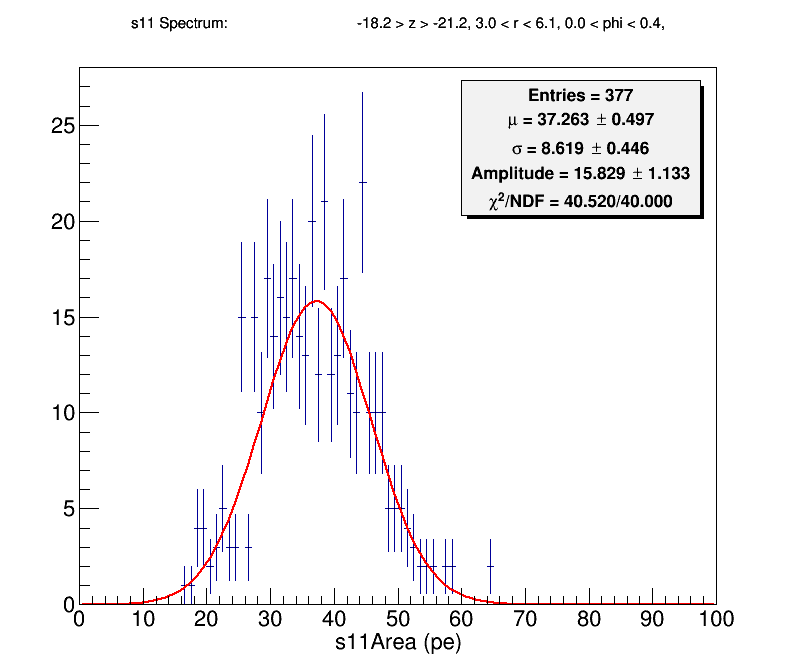 s11 Spectrum: -18.2 > z > -21.2, 3.0 < r < 6.1, 0.0 < phi < 0.4,
Entries = 377
μ = 37.263 ± 0.497
σ = 8.619 ± 0.446
Amplitude = 15.829 ± 1.133
χ²/NDF = 40.520/40.000
25
20
15
10
5
0
0 10 20 30 40 50 60 70 80 90 100
s11Area (pe)